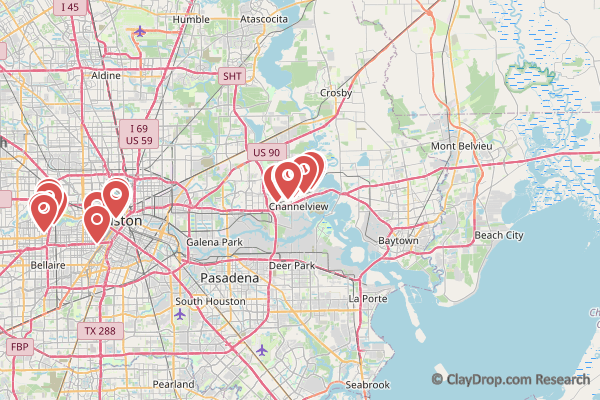 I 45
Humble
Atascocita
Aldine
SHT
Crosby
I 69
US 59
Mont Belvieu
US 90
Channelview
Beach City
Galena Park
Baytown
Bellaire
Deer Park
Pasadena
La Porte
South Houston
TX 288
FBP
Pearland
Seabrook
© ClayDrop.com Research